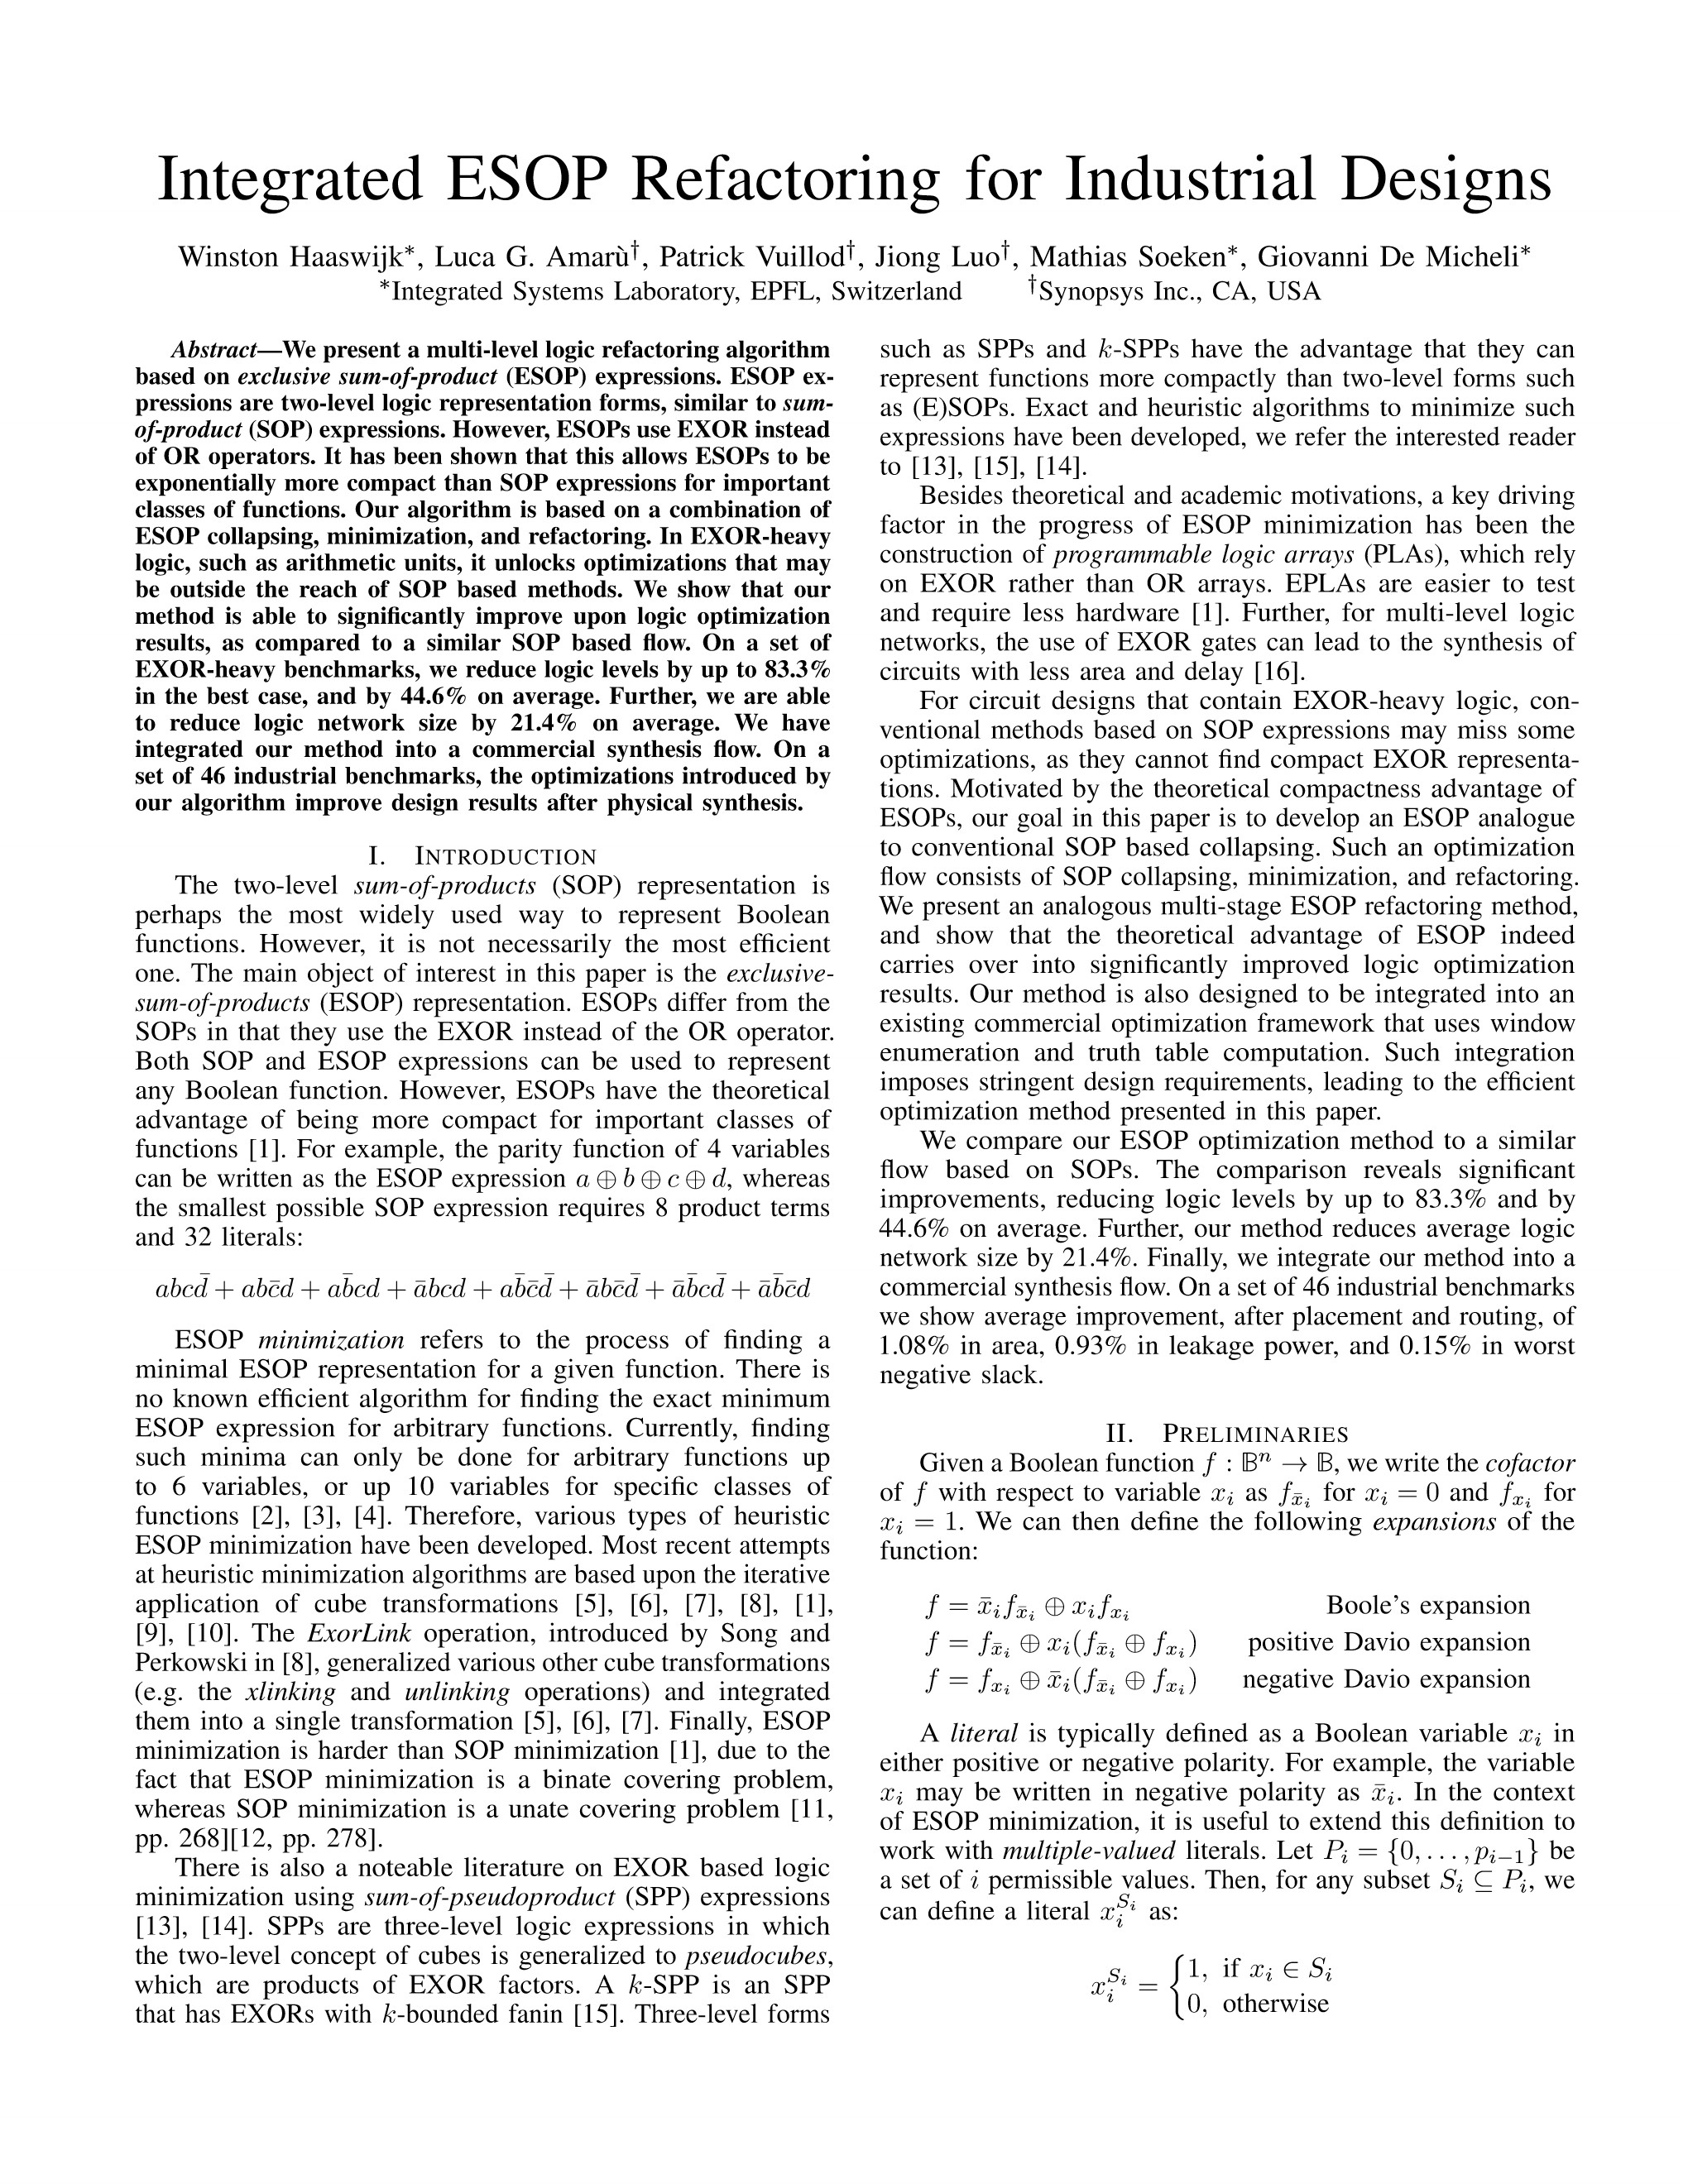 Integrated ESOP Refactoring for Industrial Designs
Winston Haaswijk∗, Luca G. Amarù†, Patrick Vuillod†, Jiong Luo†, Mathias Soeken∗, Giovanni De Micheli∗
∗Integrated Systems Laboratory, EPFL, Switzerland †Synopsys Inc., CA, USA
Abstract—We present a multi-level logic refactoring algorithm
based on exclusive sum-of-product (ESOP) expressions. ESOP ex-
pressions are two-level logic representation forms, similar to sum-
of-product (SOP) expressions. However, ESOPs use EXOR instead
of OR operators. It has been shown that this allows ESOPs to be
exponentially more compact than SOP expressions for important
classes of functions. Our algorithm is based on a combination of
ESOP collapsing, minimization, and refactoring. In EXOR-heavy
logic, such as arithmetic units, it unlocks optimizations that may
be outside the reach of SOP based methods. We show that our
method is able to significantly improve upon logic optimization
results, as compared to a similar SOP based flow. On a set of
EXOR-heavy benchmarks, we reduce logic levels by up to 83.3%
in the best case, and by 44.6% on average. Further, we are able
to reduce logic network size by 21.4% on average. We have
integrated our method into a commercial synthesis flow. On a
set of 46 industrial benchmarks, the optimizations introduced by
our algorithm improve design results after physical synthesis.
I. INTRODUCTION
The two-level sum-of-products (SOP) representation is
perhaps the most widely used way to represent Boolean
functions. However, it is not necessarily the most efficient
one. The main object of interest in this paper is the exclusive-
sum-of-products (ESOP) representation. ESOPs differ from the
SOPs in that they use the EXOR instead of the OR operator.
Both SOP and ESOP expressions can be used to represent
any Boolean function. However, ESOPs have the theoretical
advantage of being more compact for important classes of
functions [1]. For example, the parity function of 4 variables
can be written as the ESOP expression a ⊕ b ⊕ c ⊕ d, whereas
the smallest possible SOP expression requires 8 product terms
and 32 literals:
abcd̄ + abc̄d + ab̄cd + ābcd + ab̄c̄d̄ + ābc̄d̄ + āb̄cd̄ + āb̄c̄d
ESOP minimization refers to the process of finding a
minimal ESOP representation for a given function. There is
no known efficient algorithm for finding the exact minimum
ESOP expression for arbitrary functions. Currently, finding
such minima can only be done for arbitrary functions up
to 6 variables, or up 10 variables for specific classes of
functions [2], [3], [4]. Therefore, various types of heuristic
ESOP minimization have been developed. Most recent attempts
at heuristic minimization algorithms are based upon the iterative
application of cube transformations [5], [6], [7], [8], [1],
[9], [10]. The ExorLink operation, introduced by Song and
Perkowski in [8], generalized various other cube transformations
(e.g. the xlinking and unlinking operations) and integrated
them into a single transformation [5], [6], [7]. Finally, ESOP
minimization is harder than SOP minimization [1], due to the
fact that ESOP minimization is a binate covering problem,
whereas SOP minimization is a unate covering problem [11,
pp. 268][12, pp. 278].
There is also a noteable literature on EXOR based logic
minimization using sum-of-pseudoproduct (SPP) expressions
[13], [14]. SPPs are three-level logic expressions in which
the two-level concept of cubes is generalized to pseudocubes,
which are products of EXOR factors. A k-SPP is an SPP
that has EXORs with k-bounded fanin [15]. Three-level forms
such as SPPs and k-SPPs have the advantage that they can
represent functions more compactly than two-level forms such
as (E)SOPs. Exact and heuristic algorithms to minimize such
expressions have been developed, we refer the interested reader
to [13], [15], [14].
Besides theoretical and academic motivations, a key driving
factor in the progress of ESOP minimization has been the
construction of programmable logic arrays (PLAs), which rely
on EXOR rather than OR arrays. EPLAs are easier to test
and require less hardware [1]. Further, for multi-level logic
networks, the use of EXOR gates can lead to the synthesis of
circuits with less area and delay [16].
For circuit designs that contain EXOR-heavy logic, con-
ventional methods based on SOP expressions may miss some
optimizations, as they cannot find compact EXOR representa-
tions. Motivated by the theoretical compactness advantage of
ESOPs, our goal in this paper is to develop an ESOP analogue
to conventional SOP based collapsing. Such an optimization
flow consists of SOP collapsing, minimization, and refactoring.
We present an analogous multi-stage ESOP refactoring method,
and show that the theoretical advantage of ESOP indeed
carries over into significantly improved logic optimization
results. Our method is also designed to be integrated into an
existing commercial optimization framework that uses window
enumeration and truth table computation. Such integration
imposes stringent design requirements, leading to the efficient
optimization method presented in this paper.
We compare our ESOP optimization method to a similar
flow based on SOPs. The comparison reveals significant
improvements, reducing logic levels by up to 83.3% and by
44.6% on average. Further, our method reduces average logic
network size by 21.4%. Finally, we integrate our method into a
commercial synthesis flow. On a set of 46 industrial benchmarks
we show average improvement, after placement and routing, of
1.08% in area, 0.93% in leakage power, and 0.15% in worst
negative slack.
II. PRELIMINARIES
Given a Boolean function f : 𝔹ⁿ → 𝔹, we write the cofactor
of f with respect to variable x_i as f_{x̄_i} for x_i = 0 and f_{x_i} for
x_i = 1. We can then define the following expansions of the
function:
f = x̄_i f_{x̄_i} ⊕ x_i f_{x_i} Boole's expansion
f = f_{x̄_i} ⊕ x_i(f_{x̄_i} ⊕ f_{x_i}) positive Davio expansion
f = f_{x_i} ⊕ x̄_i(f_{x̄_i} ⊕ f_{x_i}) negative Davio expansion
A literal is typically defined as a Boolean variable x_i in
either positive or negative polarity. For example, the variable
x_i may be written in negative polarity as x̄_i. In the context
of ESOP minimization, it is useful to extend this definition to
work with multiple-valued literals. Let P_i = {0, . . . , p_{i−1}} be
a set of i permissible values. Then, for any subset S_i ⊆ P_i, we
can define a literal x_i^{S_i} as:
x_i^{S_i} = { 1, if x_i ∈ S_i
0, otherwise